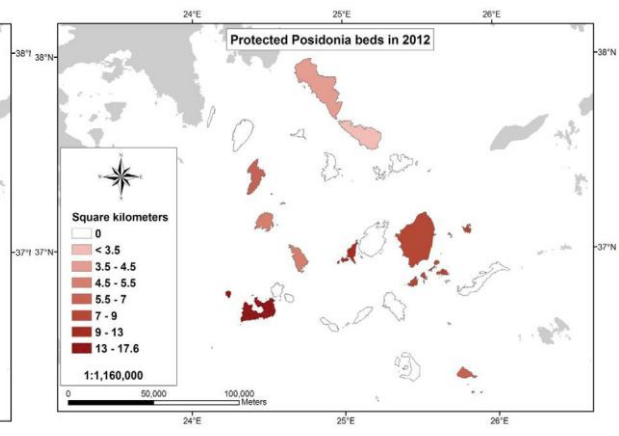 24°E 25°E 26°E
Protected Posidonia beds in 2012
38°N 38°N
Square kilometers
0
< 3.5
3.5 - 4.5
4.5 - 5.5
5.5 - 7
7 - 9
9 - 13
13 - 17.6
37°N 37°N
1:1,160,000
0 50,000 100,000
Meters
24°E 25°E 26°E